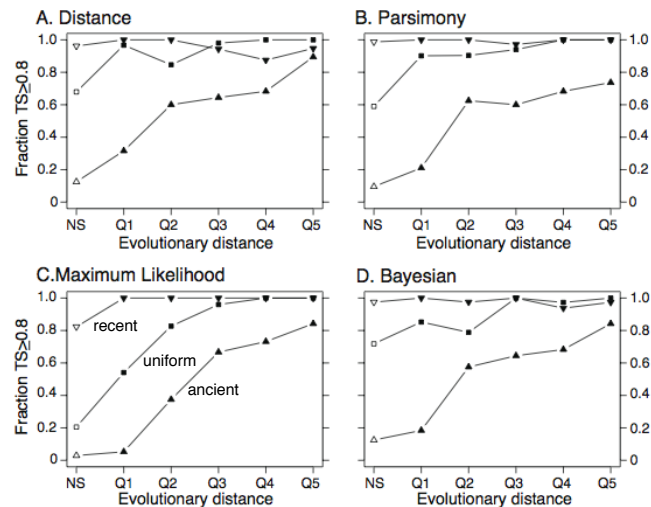 A. Distance
B. Parsimony
Fraction TS≥0.8
1.0
0.8
0.6
0.4
0.2
0
1.0
0.8
0.6
0.4
0.2
0
NS Q1 Q2 Q3 Q4 Q5
NS Q1 Q2 Q3 Q4 Q5
Evolutionary distance
Evolutionary distance
C.Maximum Likelihood
D. Bayesian
Fraction TS≥0.8
1.0
0.8
0.6
0.4
0.2
0
recent
uniform
ancient
1.0
0.8
0.6
0.4
0.2
0
NS Q1 Q2 Q3 Q4 Q5
NS Q1 Q2 Q3 Q4 Q5
Evolutionary distance
Evolutionary distance